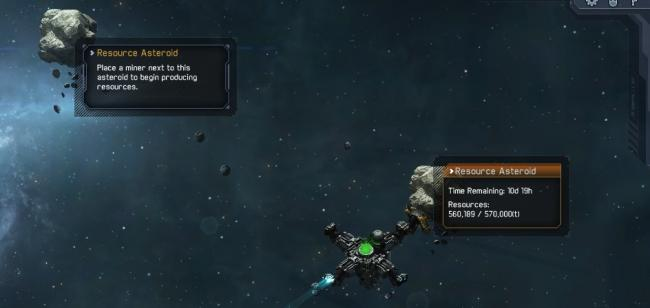 Resource Asteroid
Place a miner next to this
asteroid to begin producing
resources.
Resource Asteroid
Time Remaining: 10d 19h
Resources:
560,189 / 570,000(t)